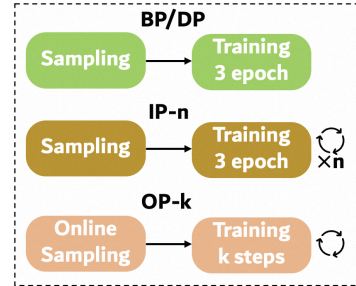 BP/DP
Sampling
Training
3 epoch
IP-n
Sampling
Training
3 epoch
×n
OP-k
Online
Sampling
Training
k steps